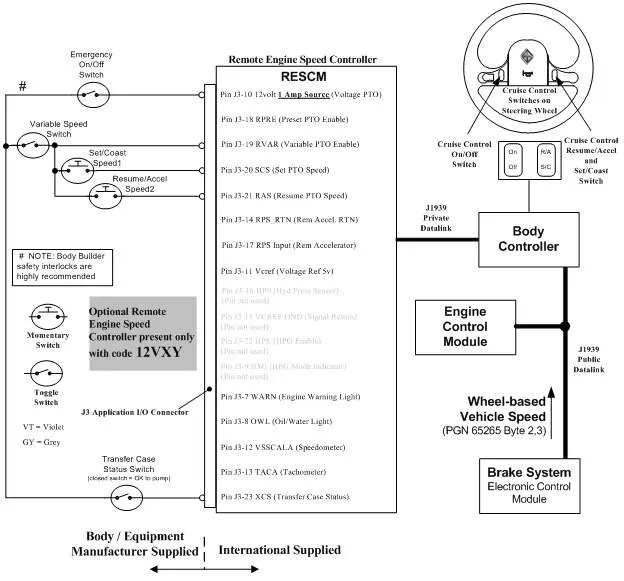 Emergency
On/Off
Switch
#
Variable Speed
Switch
Set/Coast
Speed1
Resume/Accel
Speed2
# NOTE: Body Builder
safety interlocks are
highly recommended
Momentary
Switch
Toggle
Switch
VT = Violet
GY = Grey
Optional Remote
Engine Speed
Controller present only
with code 12VXY
J3 Application I/O Connector
Transfer Case
Status Switch
(closed switch = OK to pump)
Remote Engine Speed Controller
RESCM
Pin J3-10 12volt 1 Amp Source (Voltage PTO)
Pin J3-18 RPRE (Preset PTO Enable)
Pin J3-19 RVAR (Variable PTO Enable)
Pin J3-20 SCS (Set PTO Speed)
Pin J3-21 RAS (Resume PTO Speed)
Pin J3-14 RPS_RTN (Rem Accel. RTN)
Pin J3-17 RPS Input (Rem Accelerator)
Pin J3-11 Vcref (Voltage Ref 5v)
Pin J3-16 HPS (Hyd Press Sensor)
(Pin not used)
Pin J3-15 VCREF GND (Signal Return)
(Pin not used)
Pin J3-22 HPE (HPG Enable)
(Pin not used)
Pin J3-9 HMI (HPG Mode Indicator)
(Pin not used)
Pin J3-7 WARN (Engine Warning Light)
Pin J3-8 OWL (Oil/Water Light)
Pin J3-12 VSSCALA (Speedometer)
Pin J3-13 TACA (Tachometer)
Pin J3-23 XCS (Transfer Case Status)
Body / Equipment
Manufacturer Supplied
International Supplied
Cruise Control
Switches on
Steering Wheel
Cruise Control
On/Off
Switch
On
Off
R/A
S/C
Cruise Control
Resume/Accel
and
Set/Coast
Switch
J1939
Private
Datalink
Body
Controller
Engine
Control
Module
J1939
Public
Datalink
Wheel-based
Vehicle Speed
(PGN 65265 Byte 2,3)
Brake System
Electronic Control
Module